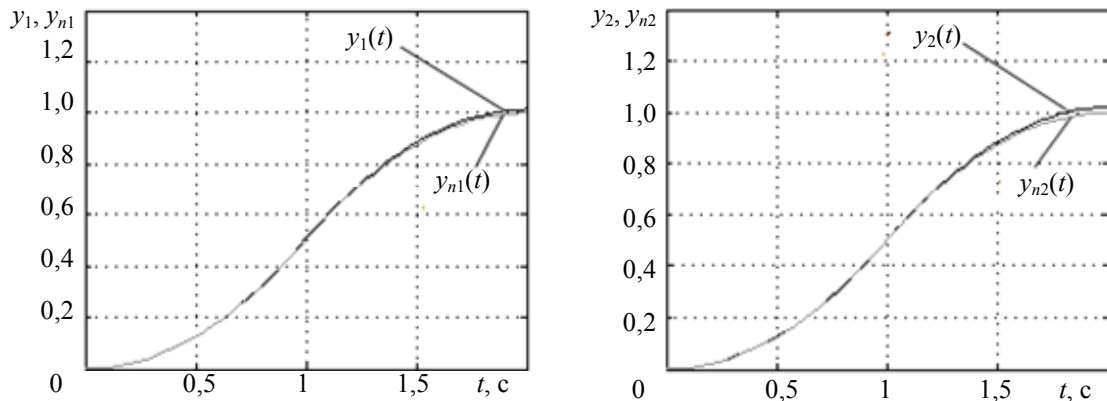 y1, yn1
y1(t)
1,2
1,0
0,8
0,6
0,4
0,2
0
yn1(t)
0,5
1
1,5
t, с
y2, yn2
y2(t)
1.2
1.0
0,8
0,6
0,4
0,2
0
yn2(t)
0,5
1
1,5
t, с